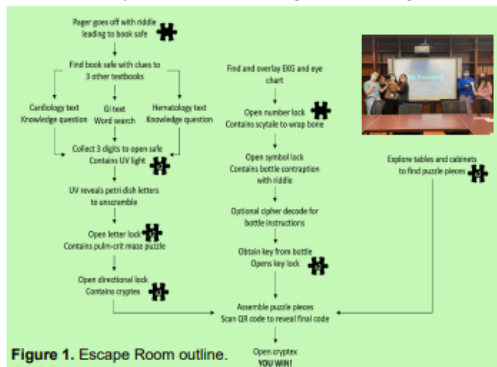 Pager goes off with riddle
leading to book safe
Find book safe with clues to
3 other textbooks
Cardiology text
Knowledge question
GI text
Word search
Hematology text
Knowledge question
Collect 3 digits to open safe
Contains UV light
UV reveals petri dish letters
to unscramble
Open letter lock
Contains pulm-crit maze puzzle
Open directional lock
Contains cryptex
Find and overlay EKG and eye
chart
Open number lock
Contains scytale to wrap bone
Open symbol lock
Contains bottle contraption
with riddle
Optional cipher decode for
bottle instructions
Obtain key from bottle
Opens key lock
Explore tables and cabinets
to find puzzle pieces
Assemble puzzle pieces
Scan QR code to reveal final code
Open cryptex
YOU WIN!
Figure 1. Escape Room outline.